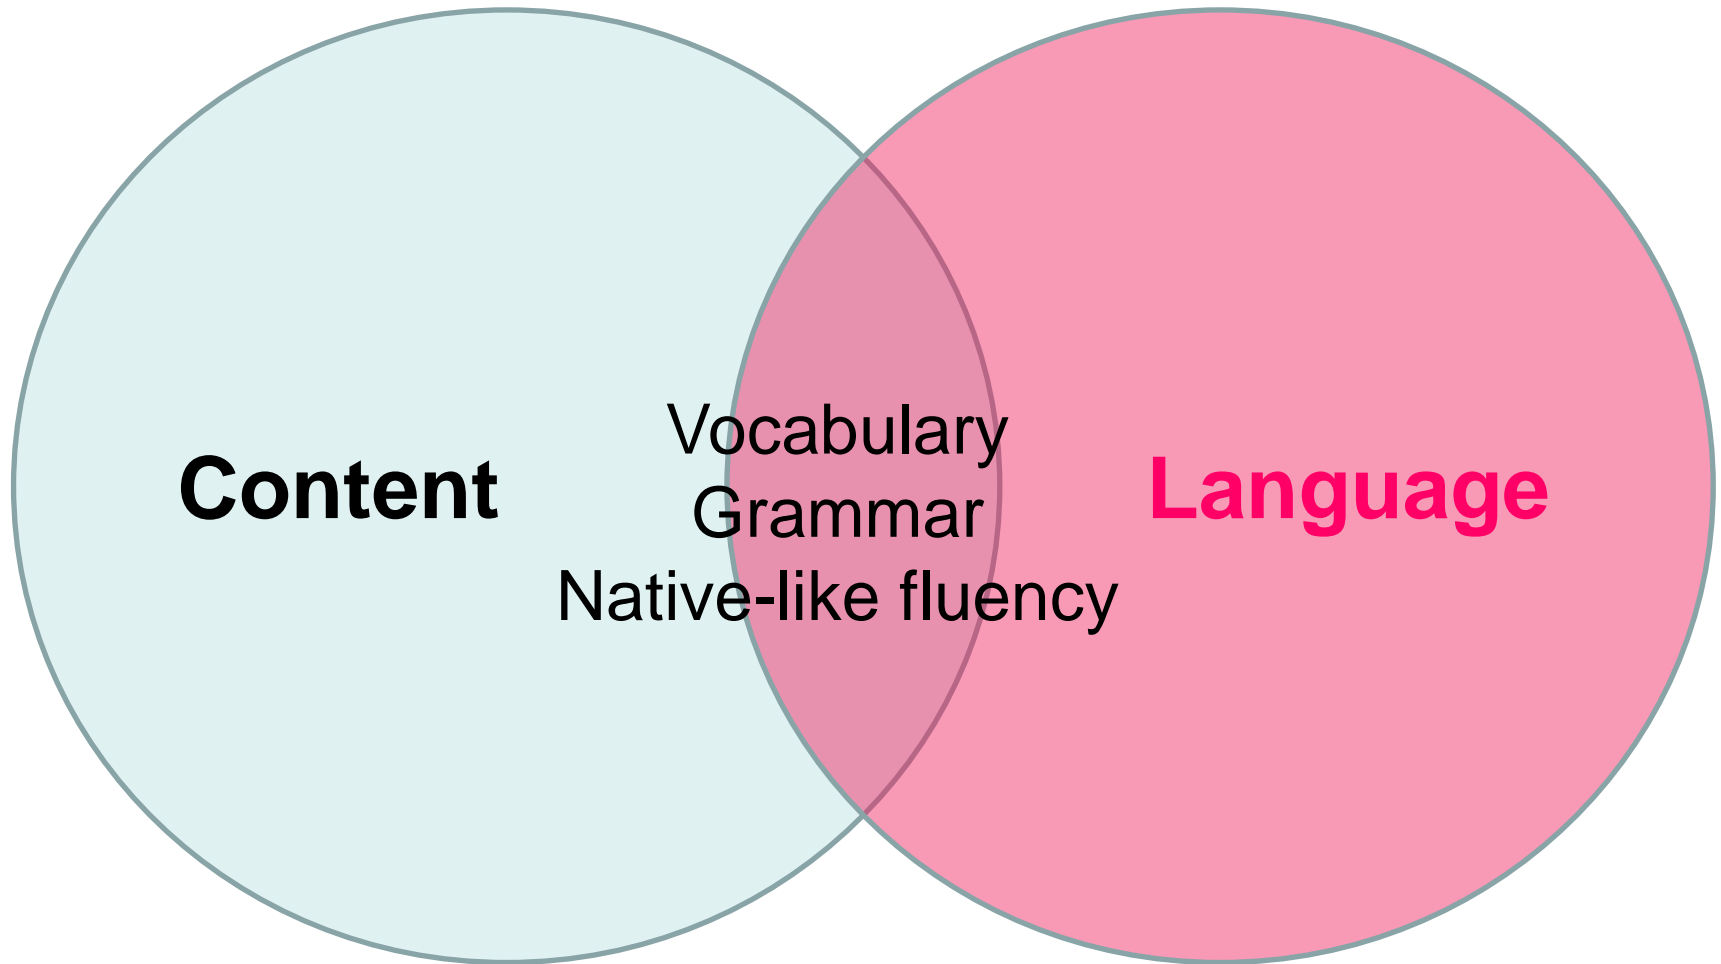 Content
Vocabulary
Grammar
Native-like fluency
Language